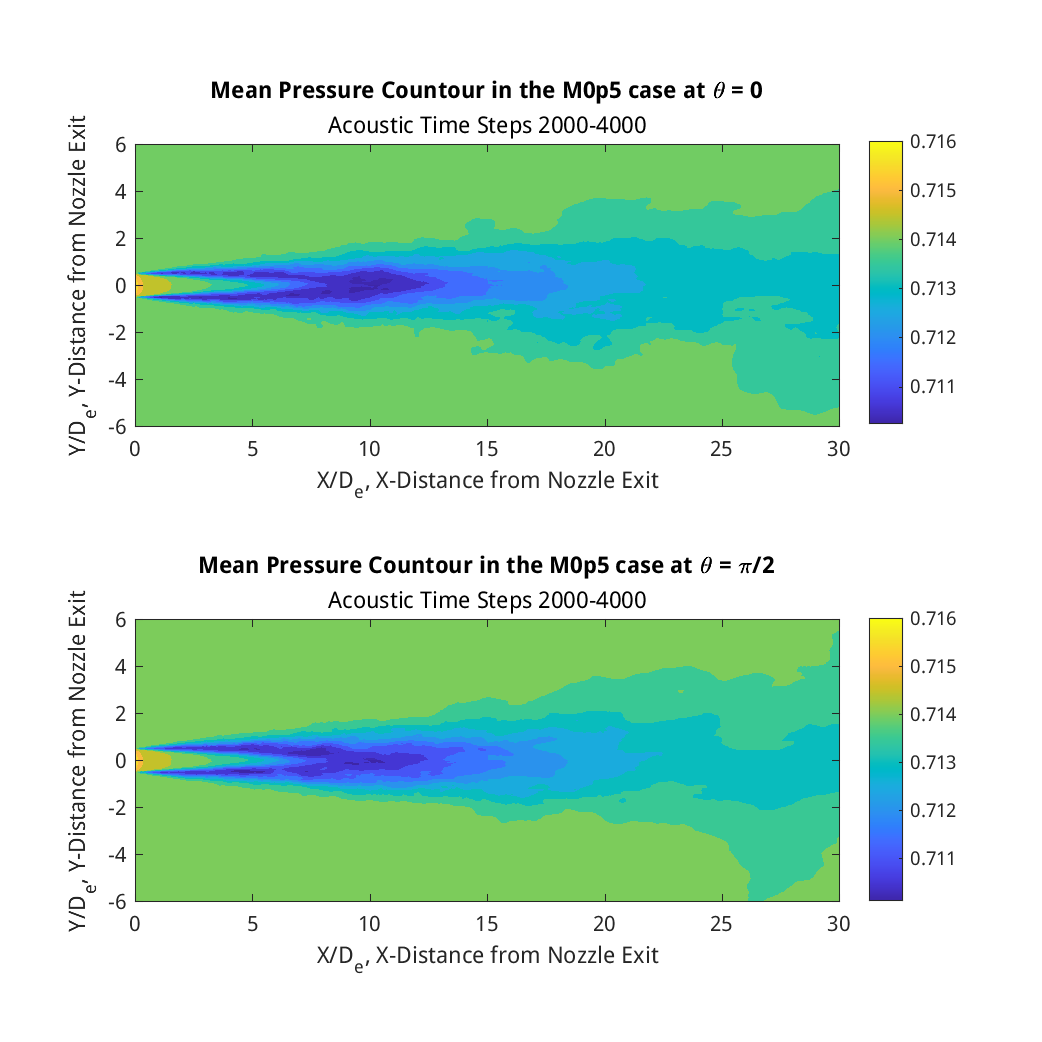 Mean Pressure Countour in the M0p5 case at θ = 0
Acoustic Time Steps 2000-4000
Y/De, Y-Distance from Nozzle Exit
6
4
2
0
-2
-4
-6
0 5 10 15 20 25 30
X/De, X-Distance from Nozzle Exit
0.716
0.715
0.714
0.713
0.712
0.711
Mean Pressure Countour in the M0p5 case at θ = π/2
Acoustic Time Steps 2000-4000
Y/De, Y-Distance from Nozzle Exit
6
4
2
0
-2
-4
-6
0 5 10 15 20 25 30
X/De, X-Distance from Nozzle Exit
0.716
0.715
0.714
0.713
0.712
0.711